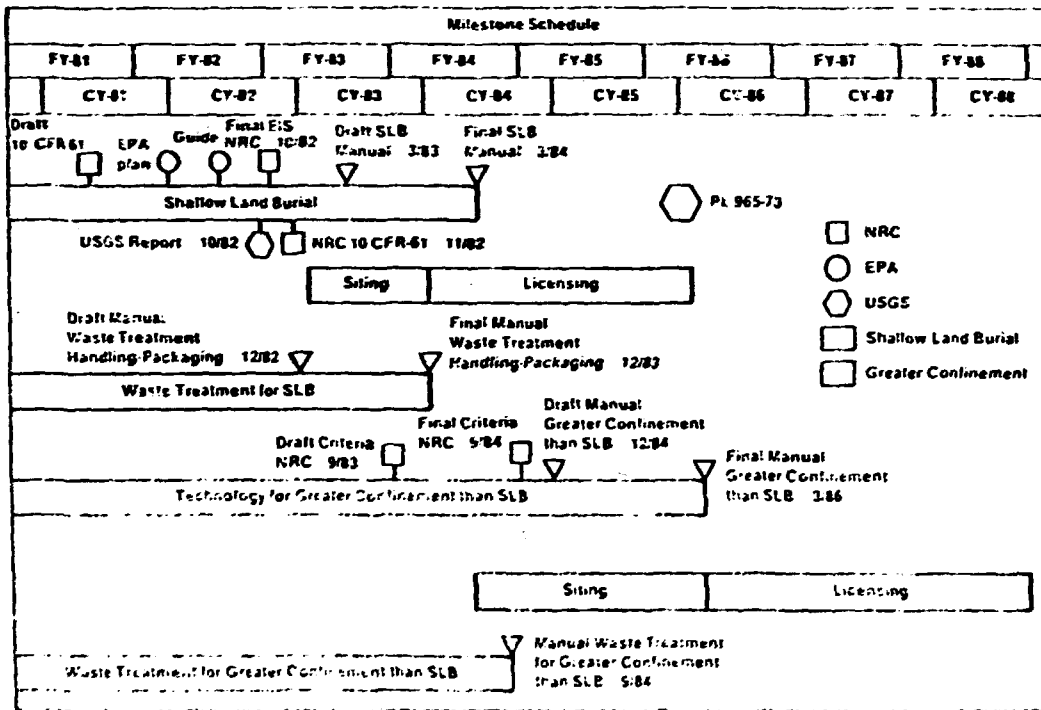 Milestone Schedule
FY-81 FY-82 FY-83 FY-84 FY-85 FY-86 FY-87 FY-88
CY-81 CY-82 CY-83 CY-84 CY-85 CY-86 CY-87 CY-88
Draft
10 CFR 61
EPA
plan
Guide
Final EIS
NRC 10/82
Draft SLB
Manual 3/83
Final SLB
Manual 3/84
Shallow Land Burial
PL 965-73
USGS Report 10/82
NRC 10 CFR-61 11/82
NRC
EPA
USGS
Shallow Land Burial
Greater Confinement
Siting Licensing
Draft Manual
Waste Treatment
Handling-Packaging 12/82
Final Manual
Waste Treatment
Handling-Packaging 12/83
Waste Treatment for SLB
Draft Criteria
NRC 9/83
Final Criteria
NRC 9/84
Draft Manual
Greater Confinement
than SLB 12/84
Final Manual
Greater Confinement
than SLB 3/86
Technology for Greater Confinement than SLB
Siting Licensing
Manual Waste Treatment
for Greater Confinement
than SLB 9/84
Waste Treatment for Greater Confinement than SLB